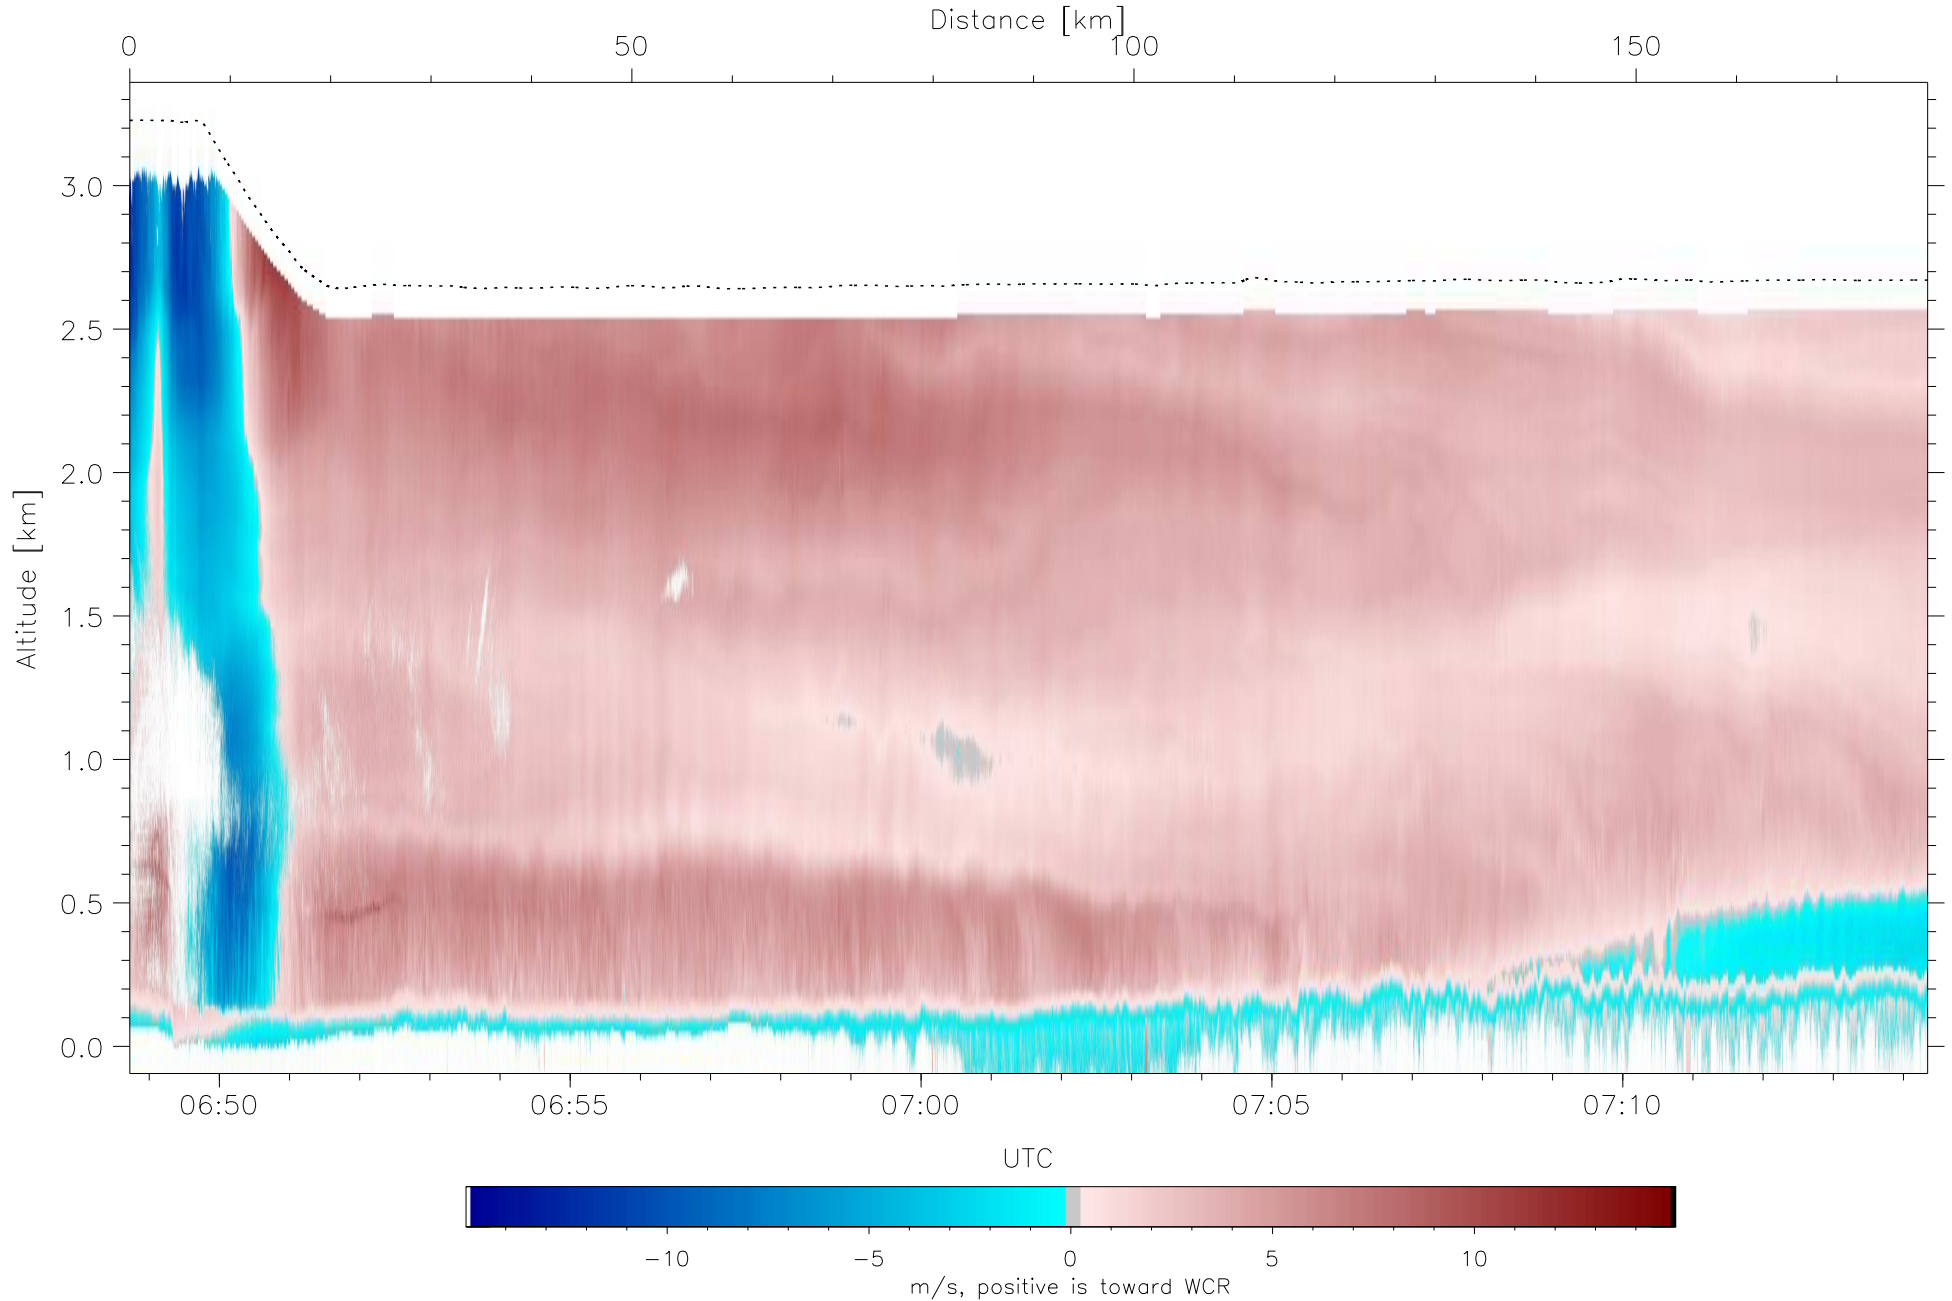 Distance [km]
0 50 100 150
3.0
2.5
2.0
1.5
1.0
0.5
0.0
Altitude [km]
06:50 06:55 07:00 07:05 07:10
UTC
−10 −5 0 5 10
m/s, positive is toward WCR